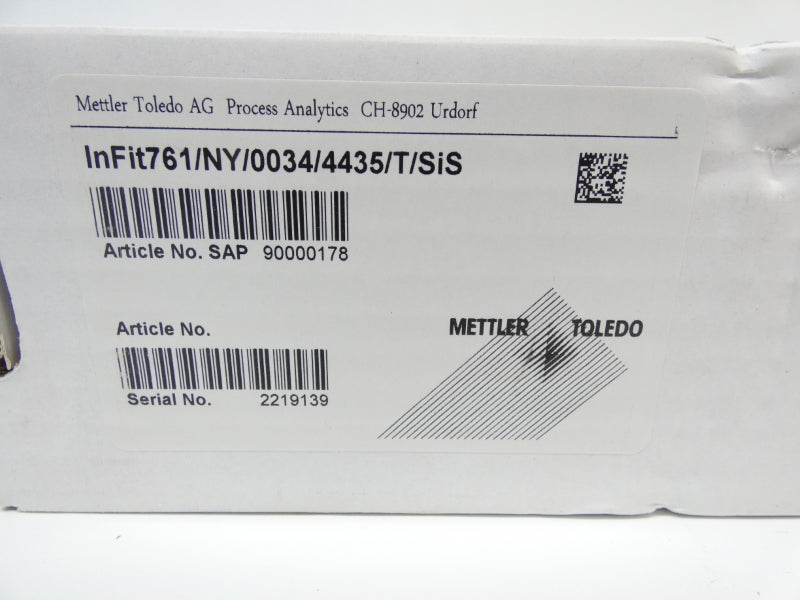 Mettler Toledo AG Process Analytics CH-8902 Urdorf
InFit761/NY/0034/4435/T/SiS
Article No. SAP 90000178
Article No.
METTLER TOLEDO
Serial No. 2219139